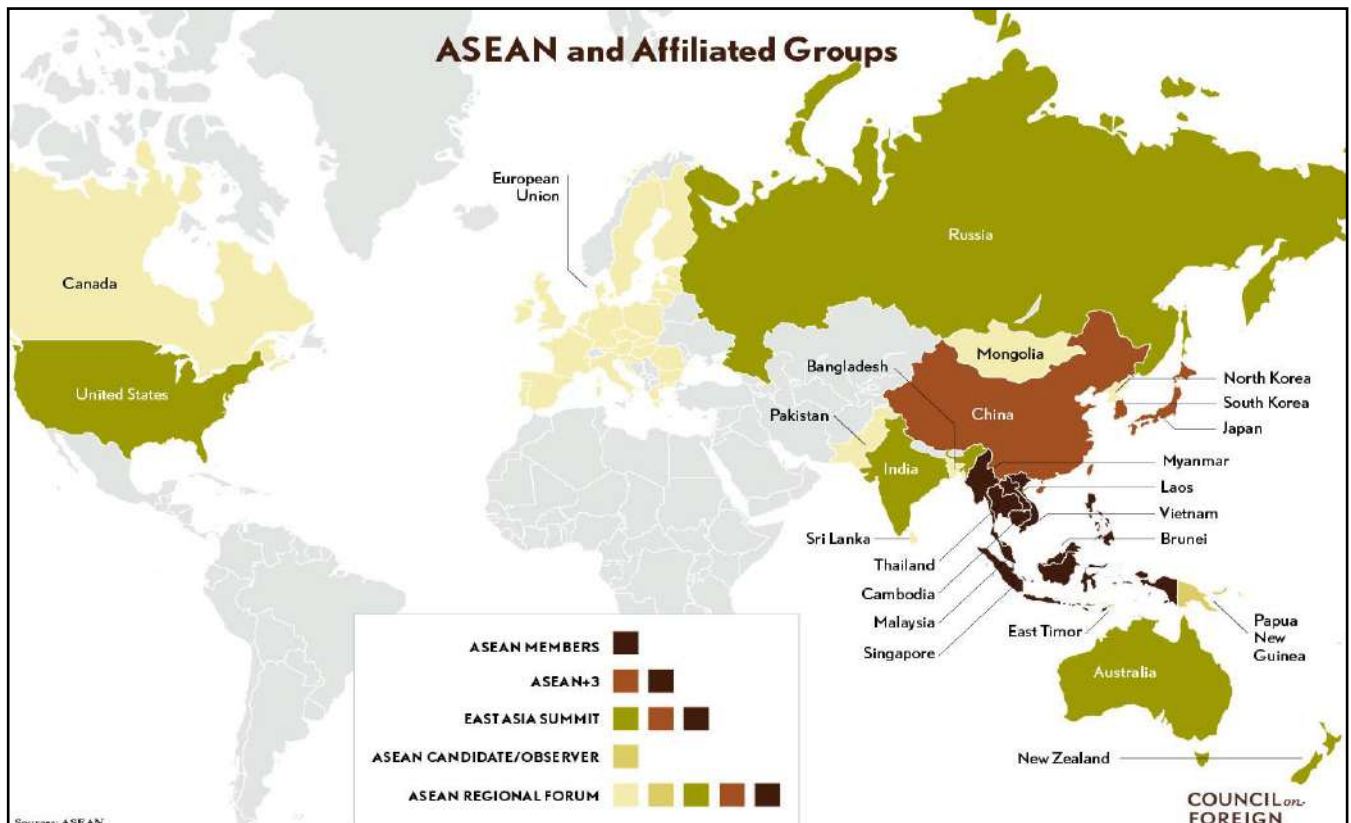 ASEAN and Affiliated Groups
European
Union
Russia
Canada
United States
Bangladesh
Mongolia
Pakistan
China
India
North Korea
South Korea
Japan
Myanmar
Laos
Vietnam
Brunei
Sri Lanka
Thailand
Cambodia
Malaysia
Singapore
East Timor
Papua
New
Guinea
Australia
New Zealand
ASEAN MEMBERS
ASEAN+3
EAST ASIA SUMMIT
ASEAN CANDIDATE/OBSERVER
ASEAN REGIONAL FORUM
COUNCIL on
FOREIGN
Sources: ASEAN